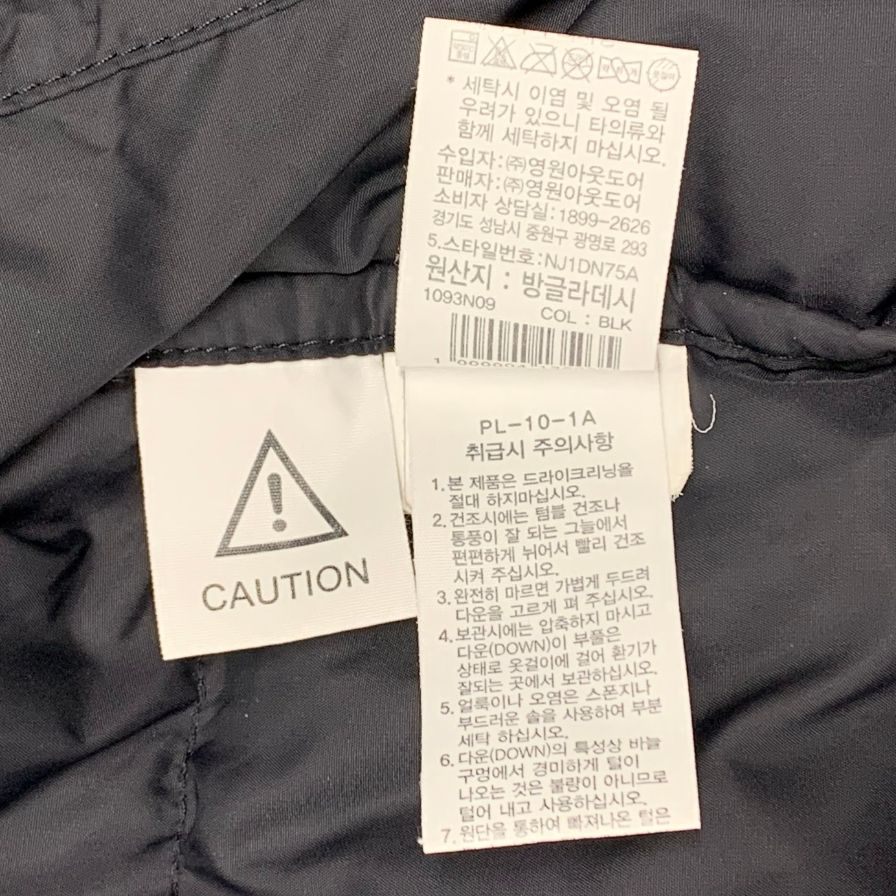 * 세탁시 이염 및 오염 될
우려가 있으니 타의류와
함께 세탁하지 마십시오.
수입자:㈜영원아웃도어
판매자:㈜영원아웃도어
소비자 상담실:1899-2626
경기도 성남시 중원구 광명로 293
5.스타일번호:NJ1DN75A
원산지 : 방글라데시
1093N09
COL : BLK
CAUTION
PL-10-1A
취급시 주의사항
1.본 제품은 드라이크리닝을
절대 하지마십시오.
2.건조시에는 텀블 건조나
통풍이 잘 되는 그늘에서
편편하게 뉘어서 빨리 건조
시켜 주십시오.
3.완전히 마르면 가볍게 두드려
다운을 고르게 펴 주십시오.
4.보관시에는 압축하지 마시고
다운(DOWN)이 부품은
상태로 옷걸이에 걸어 환기가
잘되는 곳에서 보관하십시오.
5.얼룩이나 오염은 스폰지나
부드러운 솔을 사용하여 부분
세탁 하십시오.
6.다운(DOWN)의 특성상 바늘
구멍에서 경미하게 털이
나오는 것은 불량이 아니므로
털어 내고 사용하십시오.
7.원단을 통하여 빠져나온 털은